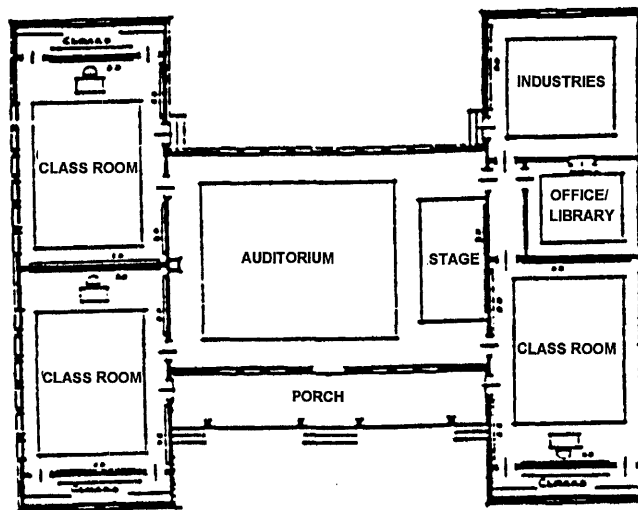 CLASS ROOM
INDUSTRIES
OFFICE/
LIBRARY
AUDITORIUM
STAGE
CLASS ROOM
CLASS ROOM
PORCH